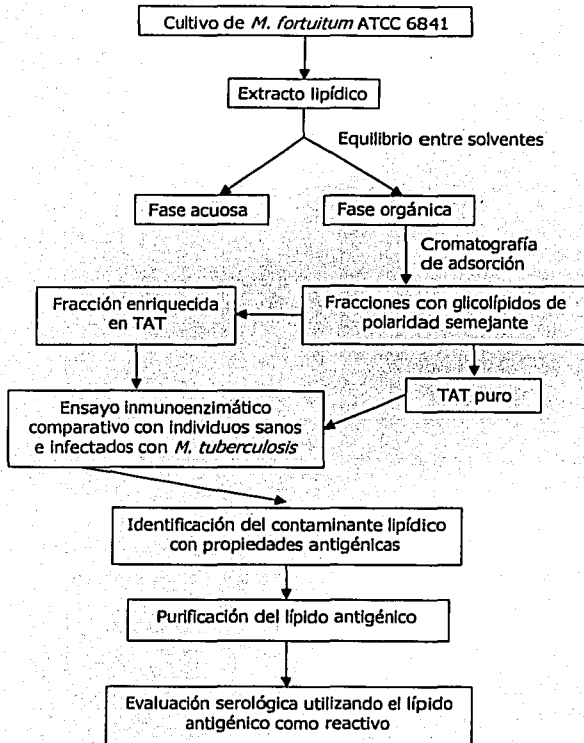 Cultivo de M. fortuitum ATCC 6841
Extracto lipídico
Equilibrio entre solventes
Fase acuosa
Fase orgánica
Cromatografía
de adsorción
Fracción enriquecida
en TAT
Fracciones con glicolípidos de
polaridad semejante
TAT puro
Ensayo inmunoenzimático
comparativo con individuos sanos
e infectados con M. tuberculosis
Identificación del contaminante lipídico
con propiedades antigénicas
Purificación del lípido antigénico
Evaluación serológica utilizando el lípido
antigénico como reactivo